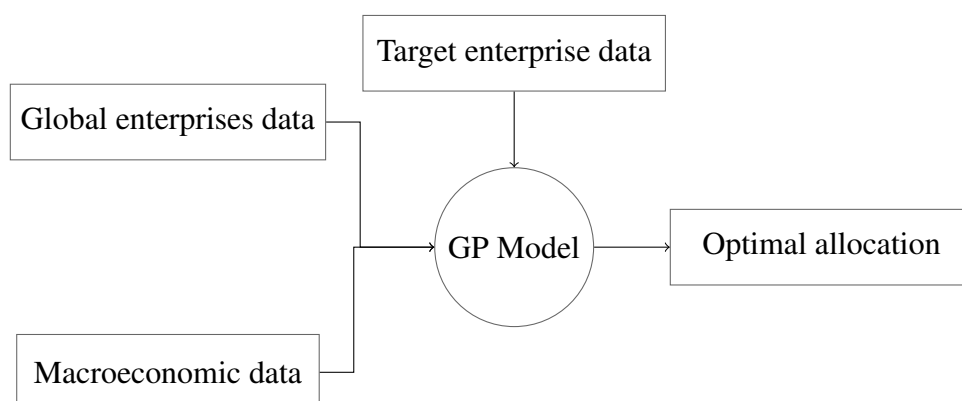 Target enterprise data
Global enterprises data
GP Model
Optimal allocation
Macroeconomic data